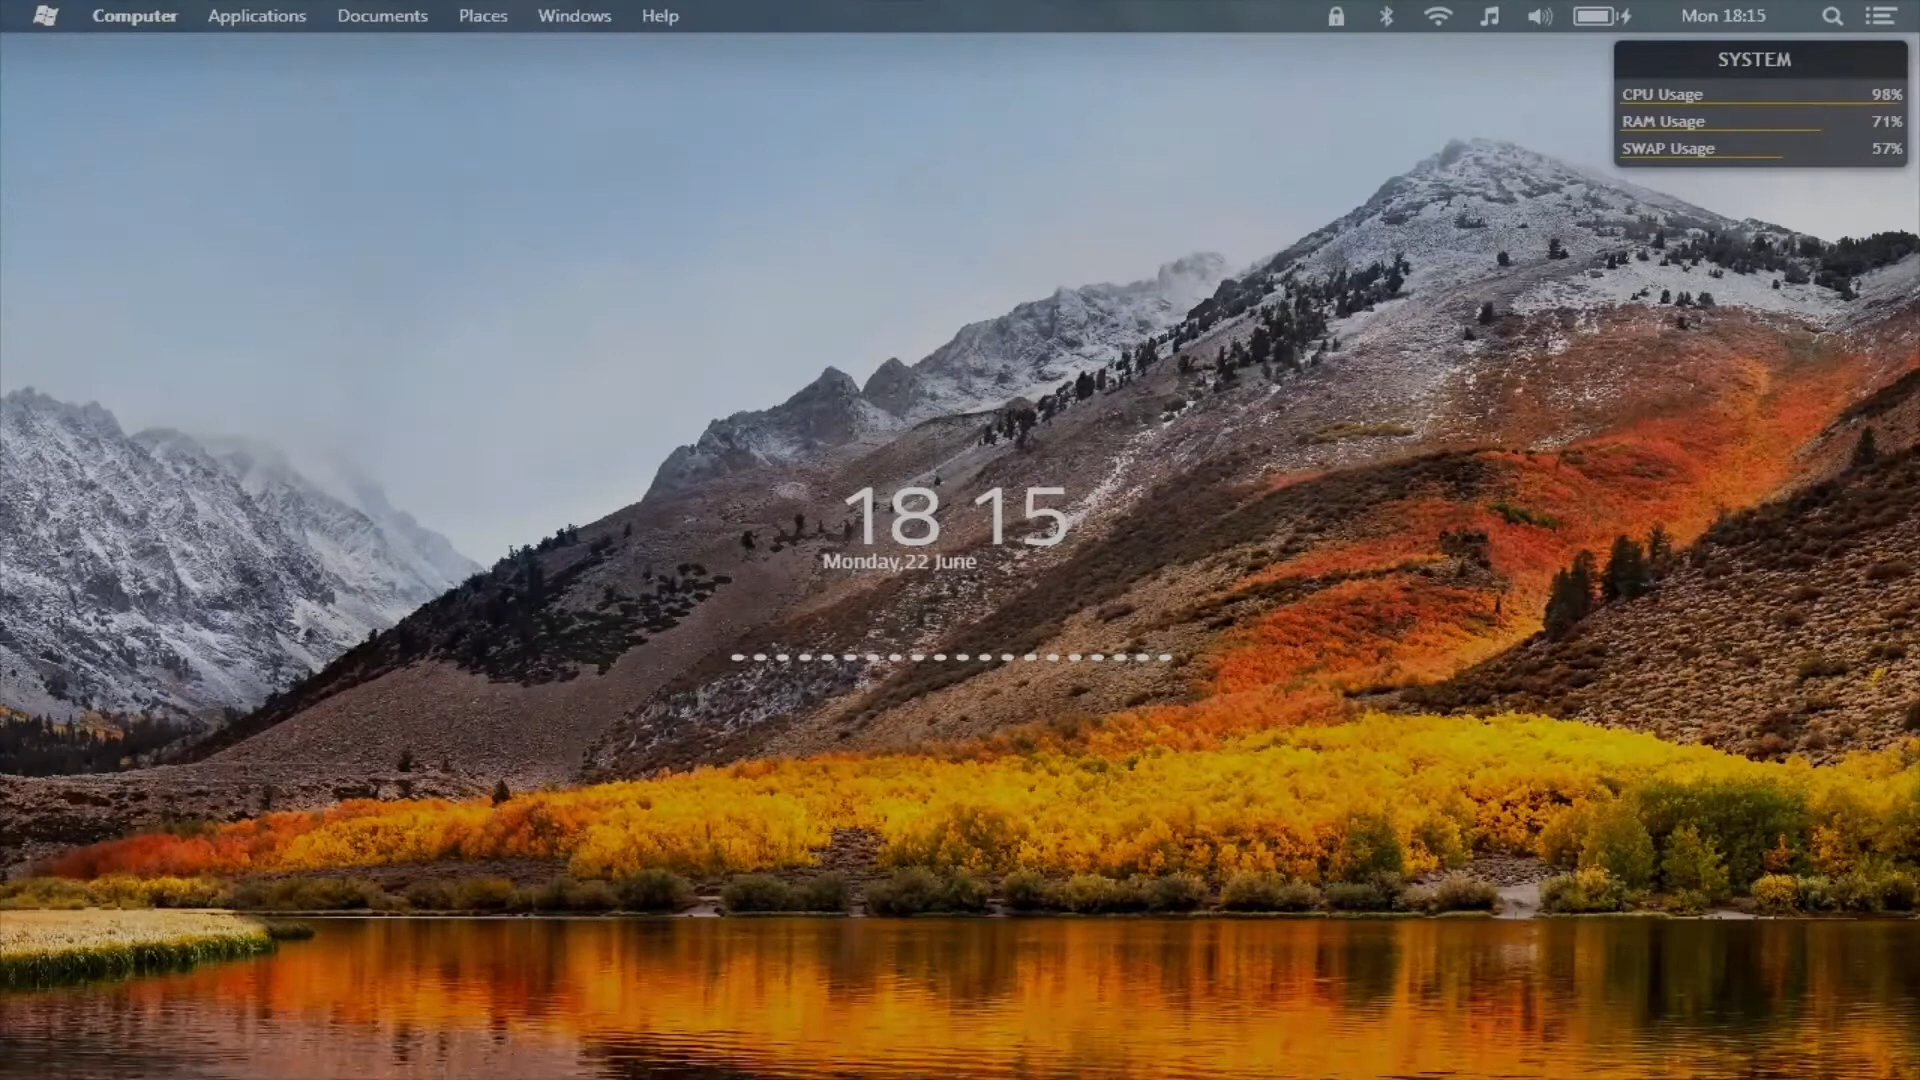 Computer Applications Documents Places Windows Help Mon 18:15
SYSTEM
CPU Usage 98%
RAM Usage 71%
SWAP Usage 57%
18 15
Monday,22 June